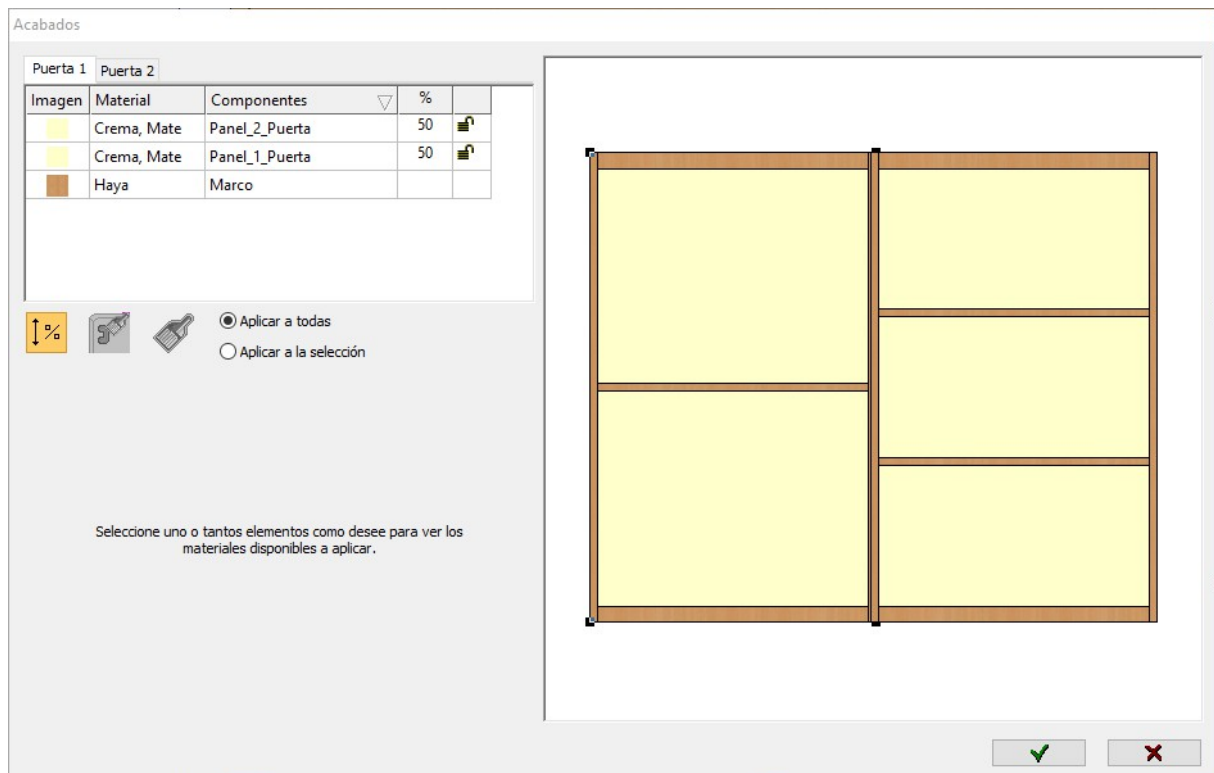 Acabados
Puerta 1 Puerta 2
Imagen Material Componentes %
Crema, Mate Panel_2_Puerta 50
Crema, Mate Panel_1_Puerta 50
Haya Marco
% Aplicar a todas
Aplicar a la selección
Seleccione uno o tantos elementos como desee para ver los
materiales disponibles a aplicar.